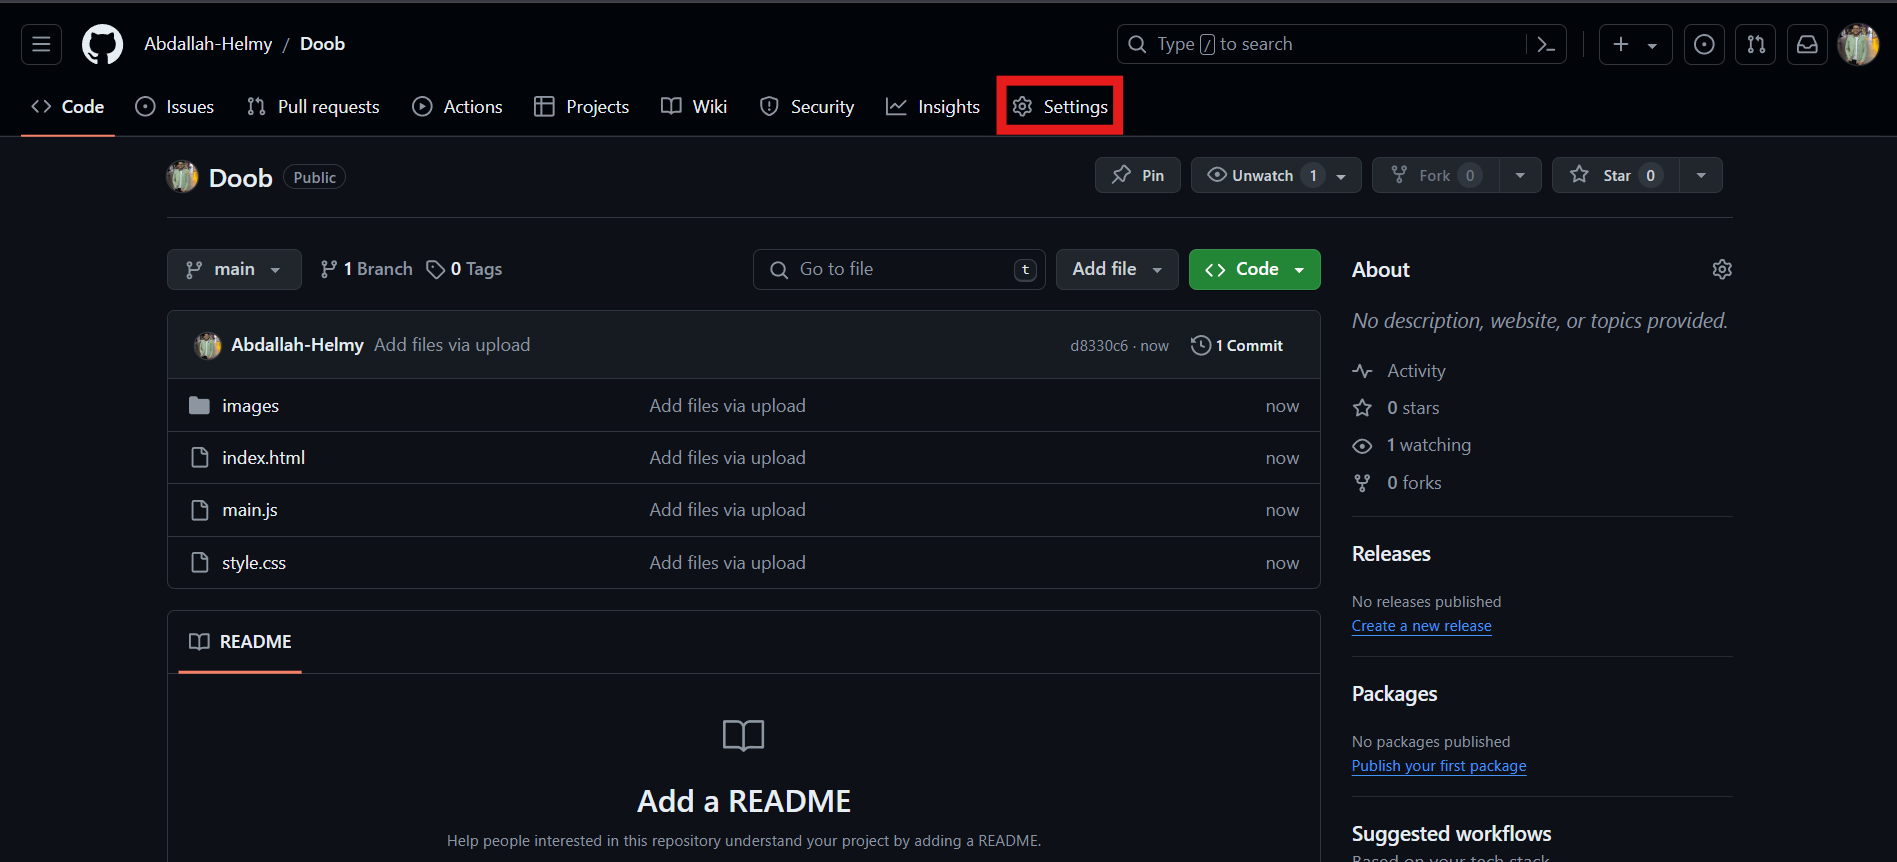 Abdallah-Helmy / Doob
Type / to search
Code Issues Pull requests Actions Projects Wiki Security Insights Settings
Doob Public
Pin Unwatch 1 Fork 0 Star 0
main 1 Branch 0 Tags
Go to file t
Add file
Code
About
No description, website, or topics provided.
Abdallah-Helmy Add files via upload d8330c6 · now 1 Commit
images Add files via upload now
index.html Add files via upload now
main.js Add files via upload now
style.css Add files via upload now
Activity
0 stars
1 watching
0 forks
Releases
No releases published
Create a new release
README
Add a README
Help people interested in this repository understand your project by adding a README.
Packages
No packages published
Publish your first package
Suggested workflows
Based on your tech stack